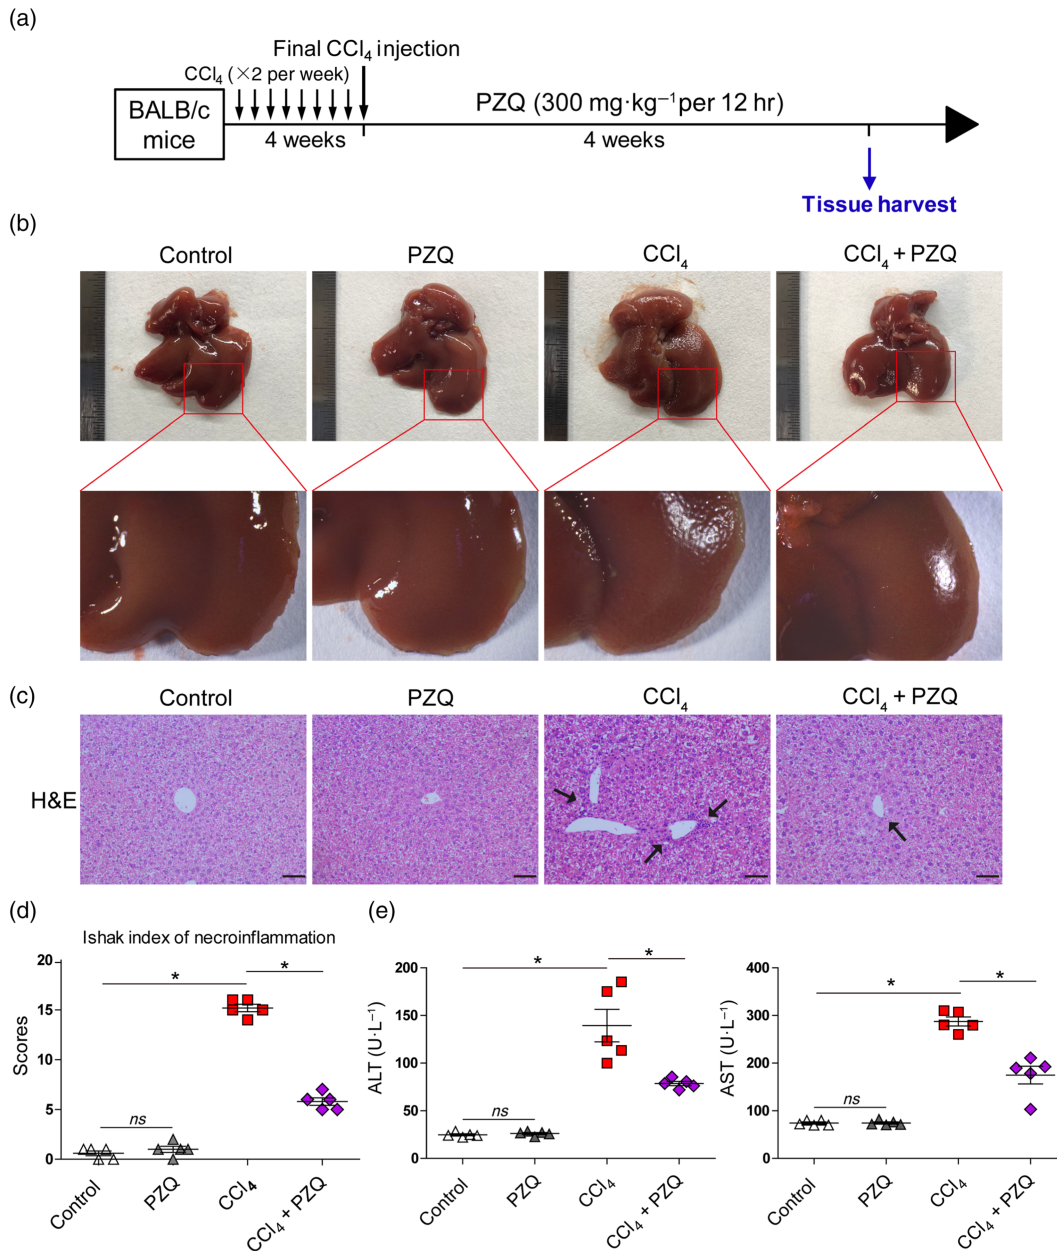 (a)
Final CCl₄ injection
CCl₄ (×2 per week)
BALB/c
mice
PZQ (300 mg·kg⁻¹per 12 hr)
4 weeks
4 weeks
Tissue harvest
(b)
Control
PZQ
CCl₄
CCl₄ + PZQ
(c)
Control
PZQ
CCl₄
CCl₄ + PZQ
H&E
(d)
Ishak index of necroinflammation
Scores
20
15
10
5
0
*
*
ns
Control
PZQ
CCl₄
CCl₄ + PZQ
(e)
ALT (U·L⁻¹)
200
150
100
50
0
*
*
ns
Control
PZQ
CCl₄
CCl₄ + PZQ
AST (U·L⁻¹)
400
300
200
100
0
*
*
ns
Control
PZQ
CCl₄
CCl₄ + PZQ